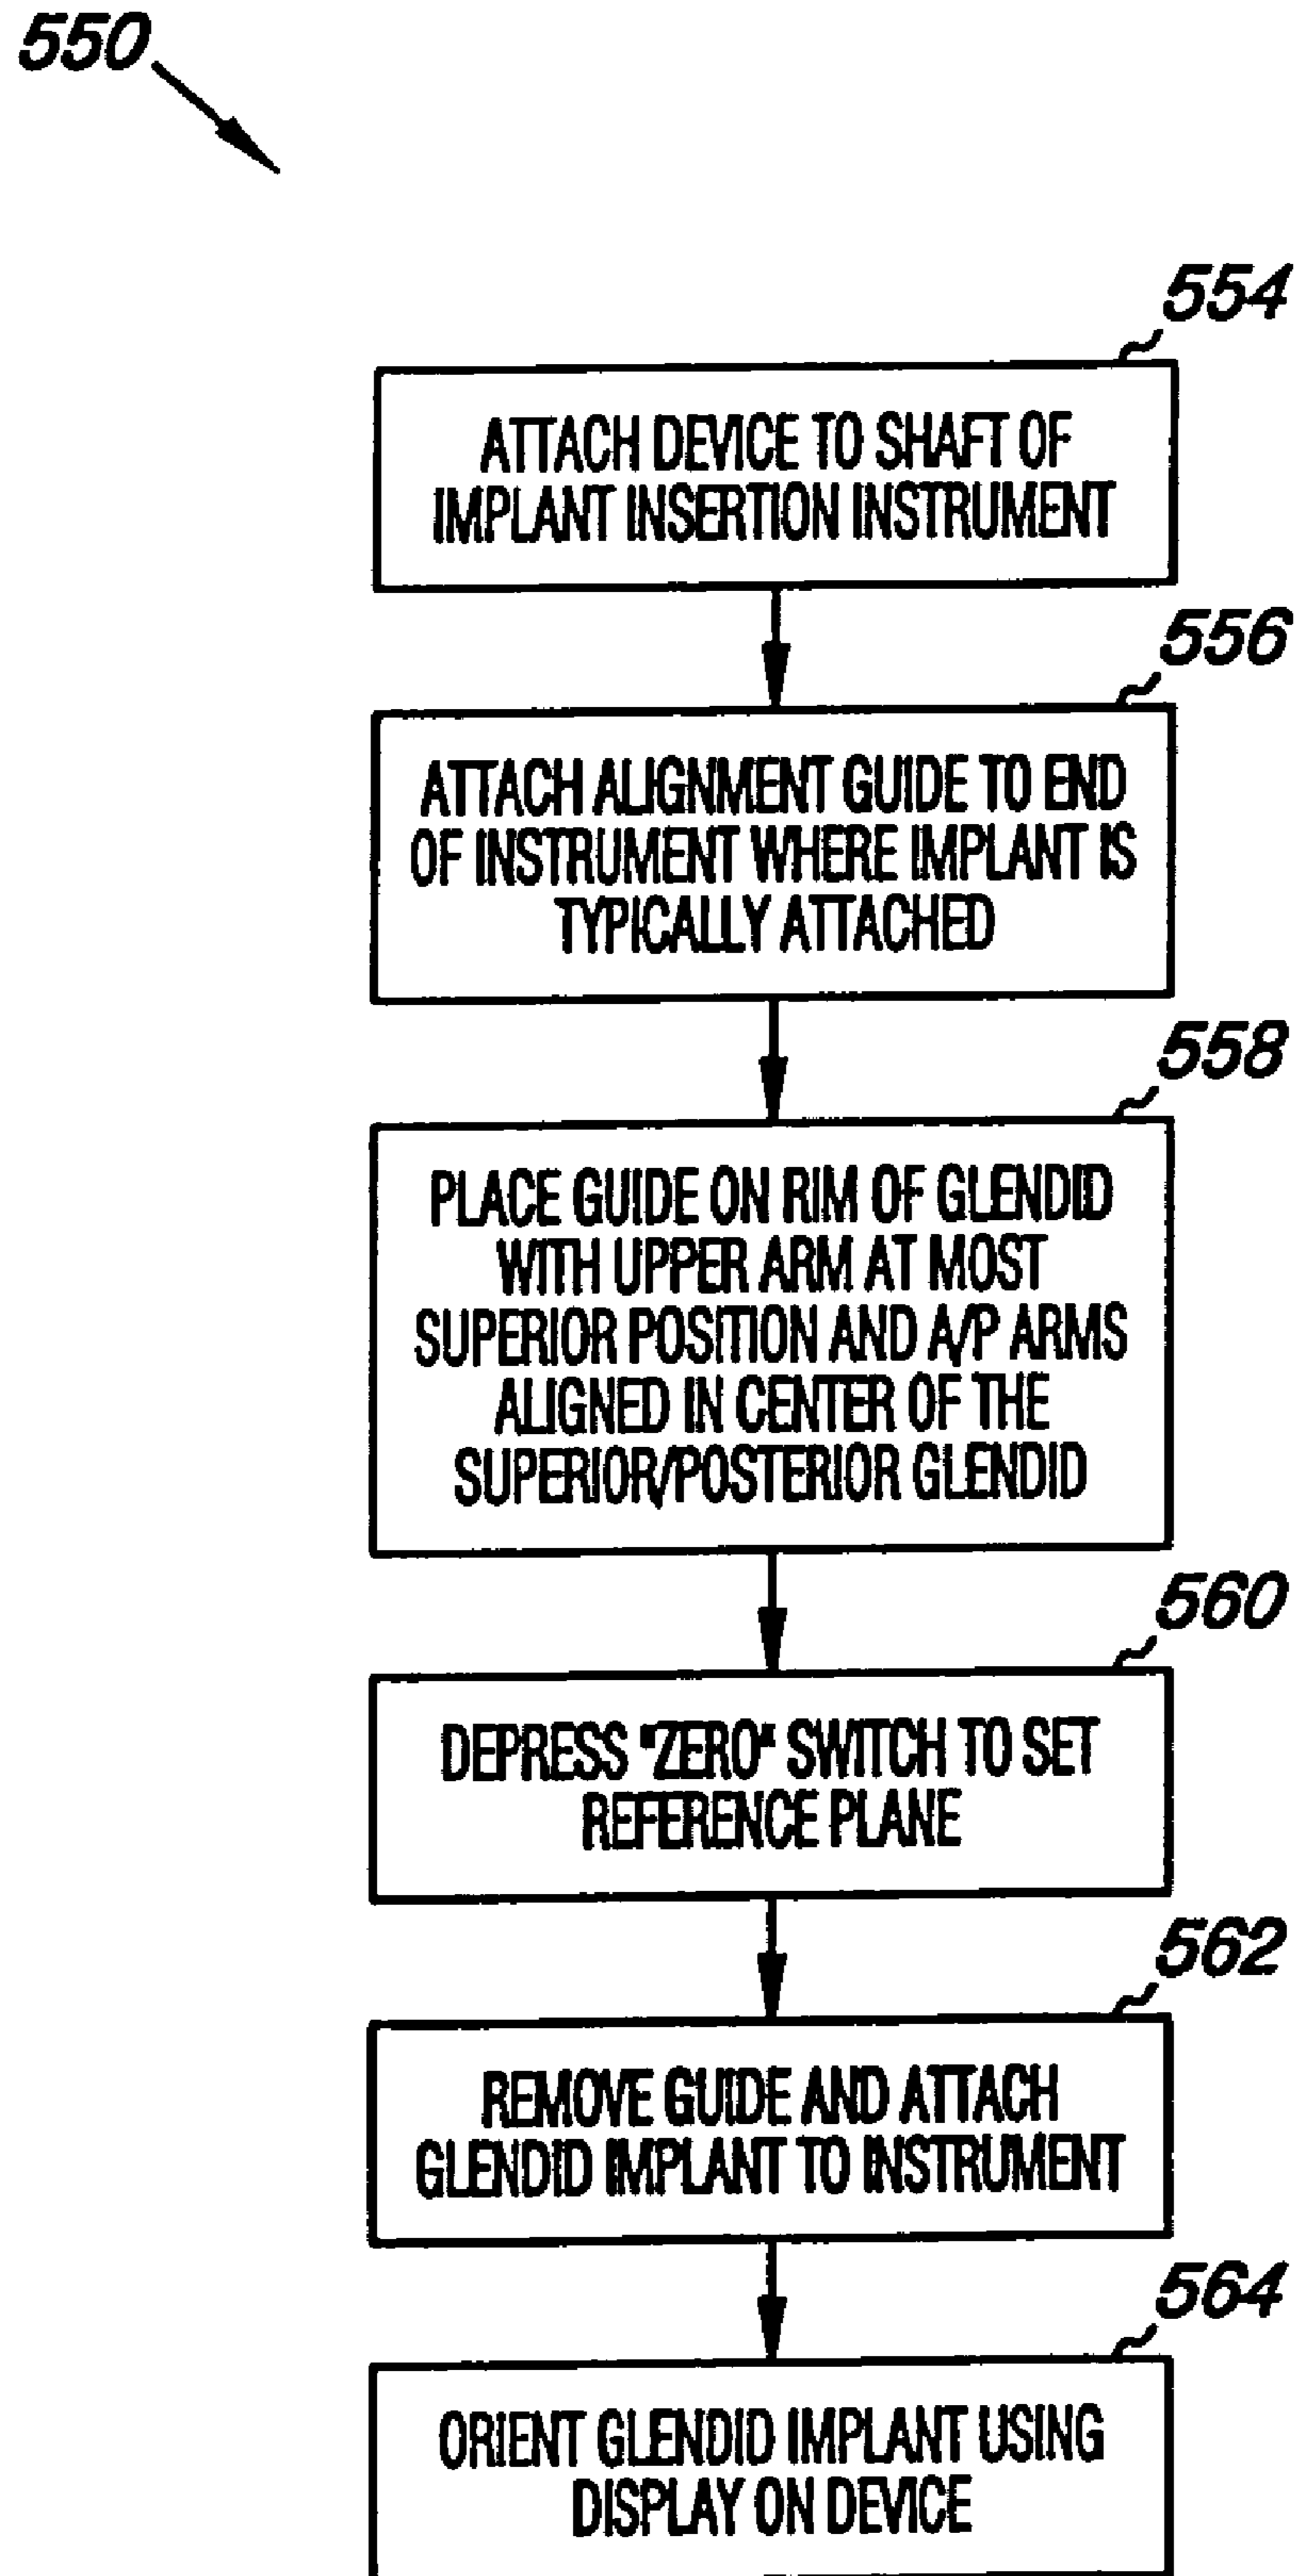 550
554
ATTACH DEVICE TO SHAFT OF
IMPLANT INSERTION INSTRUMENT
556
ATTACH ALIGNMENT GUIDE TO END
OF INSTRUMENT WHERE IMPLANT IS
TYPICALLY ATTACHED
558
PLACE GUIDE ON RIM OF GLENDID
WITH UPPER ARM AT MOST
SUPERIOR POSITION AND A/P ARMS
ALIGNED IN CENTER OF THE
SUPERIOR/POSTERIOR GLENDID
560
DEPRESS "ZERO" SWITCH TO SET
REFERENCE PLANE
562
REMOVE GUIDE AND ATTACH
GLENDID IMPLANT TO INSTRUMENT
564
ORIENT GLENDID IMPLANT USING
DISPLAY ON DEVICE